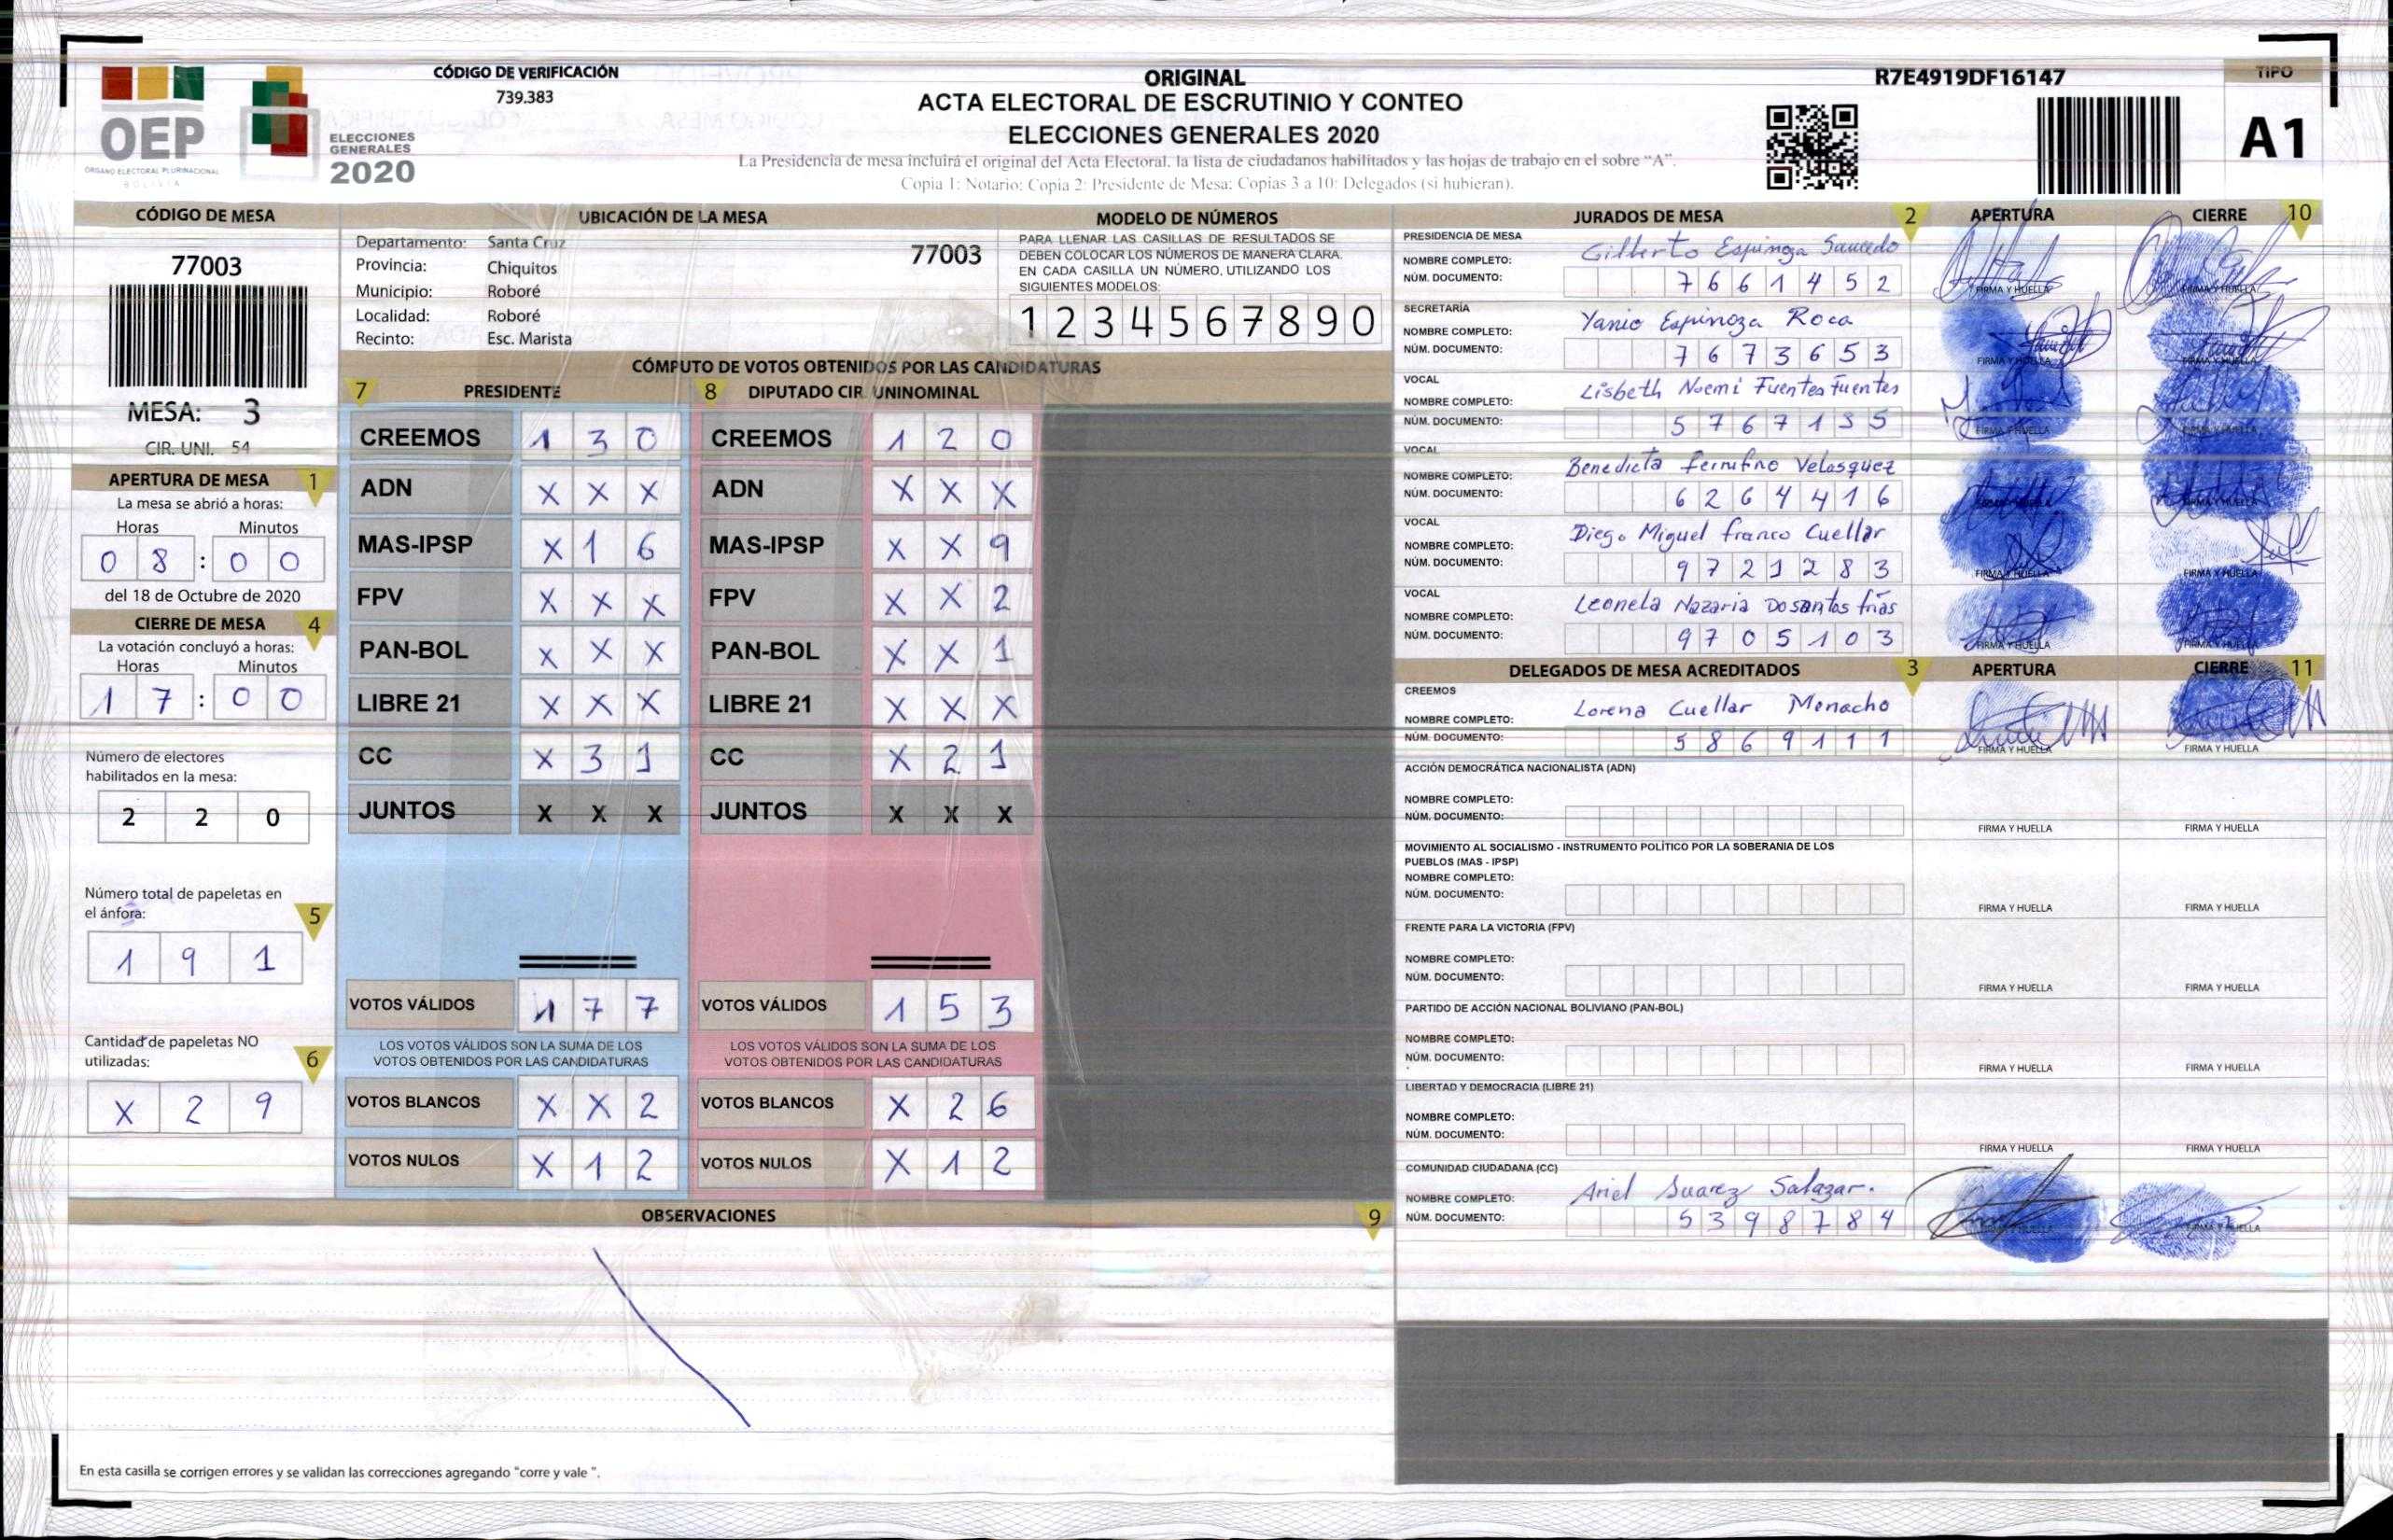 OEP
ÓRGANO ELECTORAL PLURINACIONAL
BOLIVIA
ELECCIONES
GENERALES
2020
CÓDIGO DE VERIFICACIÓN
739.383
ORIGINAL
ACTA ELECTORAL DE ESCRUTINIO Y CONTEO
ELECCIONES GENERALES 2020
La Presidencia de mesa incluirá el original del Acta Electoral, la lista de ciudadanos habilitados y las hojas de trabajo en el sobre “A”.
Copia 1: Notario; Copia 2: Presidente de Mesa; Copias 3 a 10: Delegados (si hubieran).
R7E4919DF16147
TIPO
A1
CÓDIGO DE MESA
77003
MESA: 3
CIR. UNI. 54
APERTURA DE MESA 1
La mesa se abrió a horas:
Horas Minutos
0 8 : 0 0
del 18 de Octubre de 2020
CIERRE DE MESA 4
La votación concluyó a horas:
Horas Minutos
1 7 : 0 0
Número de electores
habilitados en la mesa:
2 2 0
Número total de papeletas en
el ánfora: 5
1 9 1
Cantidad de papeletas NO
utilizadas: 6
X 2 9
UBICACIÓN DE LA MESA
Departamento: Santa Cruz 77003
Provincia: Chiquitos
Municipio: Roboré
Localidad: Roboré
Recinto: Esc. Marista
MODELO DE NÚMEROS
PARA LLENAR LAS CASILLAS DE RESULTADOS SE
DEBEN COLOCAR LOS NÚMEROS DE MANERA CLARA.
EN CADA CASILLA UN NÚMERO, UTILIZANDO LOS
SIGUIENTES MODELOS:
1 2 3 4 5 6 7 8 9 0
CÓMPUTO DE VOTOS OBTENIDOS POR LAS CANDIDATURAS
7 PRESIDENTE 8 DIPUTADO CIR. UNINOMINAL
CREEMOS 1 3 0 CREEMOS 1 2 0
ADN X X X ADN X X X
MAS-IPSP X 1 6 MAS-IPSP X X 9
FPV X X X FPV X X 2
PAN-BOL X X X PAN-BOL X X 1
LIBRE 21 X X X LIBRE 21 X X X
CC X 3 1 CC X 2 1
JUNTOS X X X JUNTOS X X X
VOTOS VÁLIDOS 1 7 7 VOTOS VÁLIDOS 1 5 3
LOS VOTOS VÁLIDOS SON LA SUMA DE LOS LOS VOTOS VÁLIDOS SON LA SUMA DE LOS
VOTOS OBTENIDOS POR LAS CANDIDATURAS VOTOS OBTENIDOS POR LAS CANDIDATURAS
VOTOS BLANCOS X X 2 VOTOS BLANCOS X 2 6
VOTOS NULOS X 1 2 VOTOS NULOS X 1 2
OBSERVACIONES 9
En esta casilla se corrigen errores y se validan las correcciones agregando "corre y vale ".
JURADOS DE MESA 2 APERTURA CIERRE 10
PRESIDENCIA DE MESA
NOMBRE COMPLETO: Gilberto Espinoza Saucedo
NÚM. DOCUMENTO: 7 6 6 1 4 5 2 FIRMA Y HUELLA FIRMA Y HUELLA
SECRETARÍA
NOMBRE COMPLETO: Yanio Espinoza Roca
NÚM. DOCUMENTO: 7 6 7 3 6 5 3 FIRMA Y HUELLA FIRMA Y HUELLA
VOCAL
NOMBRE COMPLETO: Lisbeth Noemi Fuentes Fuentes
NÚM. DOCUMENTO: 5 7 6 7 1 3 5 FIRMA Y HUELLA FIRMA Y HUELLA
VOCAL
NOMBRE COMPLETO: Benedicta Ferrufino Velasquez
NÚM. DOCUMENTO: 6 2 6 4 4 1 6 FIRMA Y HUELLA
VOCAL
NOMBRE COMPLETO: Diego Miguel Franco Cuellar
NÚM. DOCUMENTO: 9 7 2 1 2 8 3 FIRMA Y HUELLA FIRMA Y HUELLA
VOCAL
NOMBRE COMPLETO: Leonela Nazaria Dosantos frias
NÚM. DOCUMENTO: 9 7 0 5 1 0 3 FIRMA Y HUELLA FIRMA Y HUELLA
DELEGADOS DE MESA ACREDITADOS 3 APERTURA CIERRE 11
CREEMOS
NOMBRE COMPLETO: Lorena Cuellar Menacho
NÚM. DOCUMENTO: 5 8 6 9 1 1 1 FIRMA Y HUELLA FIRMA Y HUELLA
ACCIÓN DEMOCRÁTICA NACIONALISTA (ADN)
NOMBRE COMPLETO:
NÚM. DOCUMENTO: FIRMA Y HUELLA FIRMA Y HUELLA
MOVIMIENTO AL SOCIALISMO - INSTRUMENTO POLÍTICO POR LA SOBERANIA DE LOS
PUEBLOS (MAS - IPSP)
NOMBRE COMPLETO:
NÚM. DOCUMENTO: FIRMA Y HUELLA FIRMA Y HUELLA
FRENTE PARA LA VICTORIA (FPV)
NOMBRE COMPLETO:
NÚM. DOCUMENTO: FIRMA Y HUELLA FIRMA Y HUELLA
PARTIDO DE ACCIÓN NACIONAL BOLIVIANO (PAN-BOL)
NOMBRE COMPLETO:
NÚM. DOCUMENTO: FIRMA Y HUELLA FIRMA Y HUELLA
LIBERTAD Y DEMOCRACIA (LIBRE 21)
NOMBRE COMPLETO:
NÚM. DOCUMENTO: FIRMA Y HUELLA FIRMA Y HUELLA
COMUNIDAD CIUDADANA (CC)
NOMBRE COMPLETO: Ariel Suarez Salazar.
NÚM. DOCUMENTO: 5 3 9 8 7 8 4 FIRMA Y HUELLA FIRMA Y HUELLA